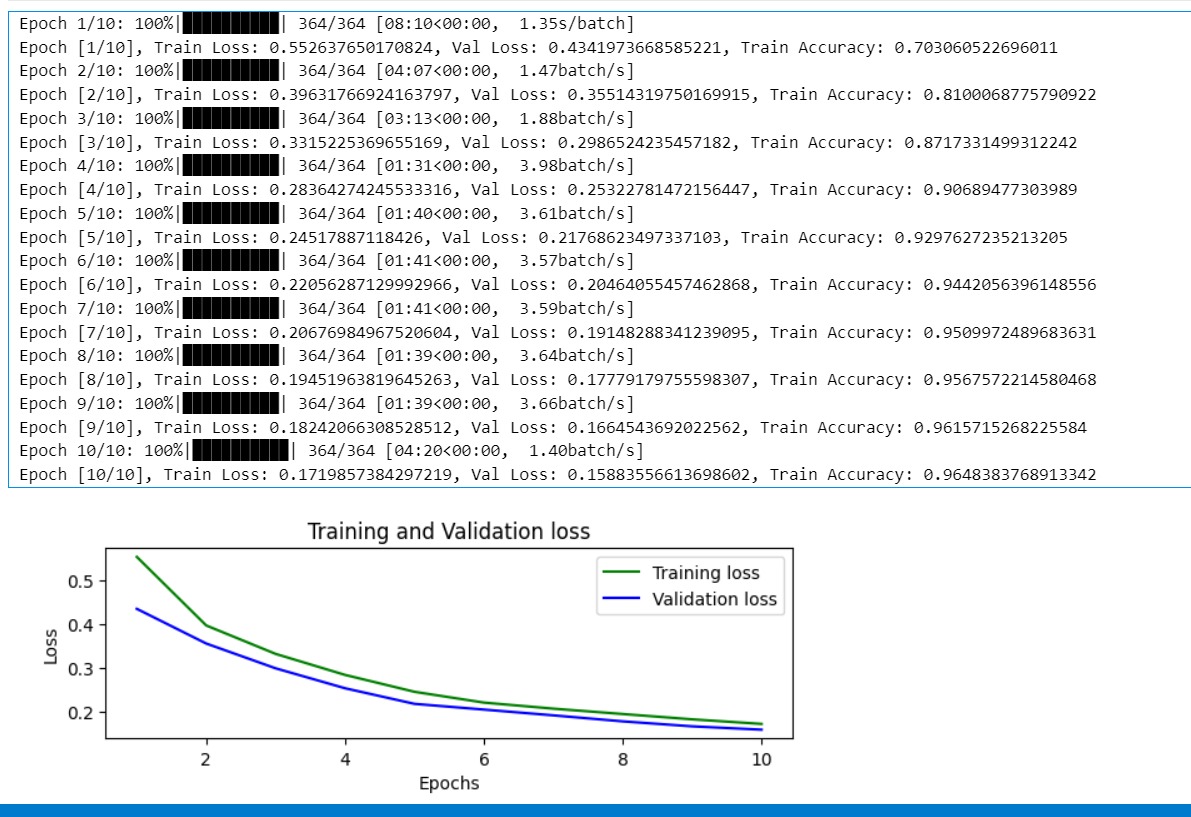 Epoch 1/10: 100%|██████████| 364/364 [08:10<00:00,  1.35s/batch]
Epoch [1/10], Train Loss: 0.552637650170824, Val Loss: 0.4341973668585221, Train Accuracy: 0.703060522696011
Epoch 2/10: 100%|██████████| 364/364 [04:07<00:00,  1.47batch/s]
Epoch [2/10], Train Loss: 0.39631766924163797, Val Loss: 0.35514319750169915, Train Accuracy: 0.8100068775790922
Epoch 3/10: 100%|██████████| 364/364 [03:13<00:00,  1.88batch/s]
Epoch [3/10], Train Loss: 0.3315225369655169, Val Loss: 0.2986524235457182, Train Accuracy: 0.8717331499312242
Epoch 4/10: 100%|██████████| 364/364 [01:31<00:00,  3.98batch/s]
Epoch [4/10], Train Loss: 0.28364274245533316, Val Loss: 0.25322781472156447, Train Accuracy: 0.90689477303989
Epoch 5/10: 100%|██████████| 364/364 [01:40<00:00,  3.61batch/s]
Epoch [5/10], Train Loss: 0.24517887118426, Val Loss: 0.21768623497337103, Train Accuracy: 0.9297627235213205
Epoch 6/10: 100%|██████████| 364/364 [01:41<00:00,  3.57batch/s]
Epoch [6/10], Train Loss: 0.22056287129992966, Val Loss: 0.20464055457462868, Train Accuracy: 0.9442056396148556
Epoch 7/10: 100%|██████████| 364/364 [01:41<00:00,  3.59batch/s]
Epoch [7/10], Train Loss: 0.20676984967520604, Val Loss: 0.19148288341239095, Train Accuracy: 0.9509972489683631
Epoch 8/10: 100%|██████████| 364/364 [01:39<00:00,  3.64batch/s]
Epoch [8/10], Train Loss: 0.19451963819645263, Val Loss: 0.17779179755598307, Train Accuracy: 0.9567572214580468
Epoch 9/10: 100%|██████████| 364/364 [01:39<00:00,  3.66batch/s]
Epoch [9/10], Train Loss: 0.18242066308528512, Val Loss: 0.1664543692022562, Train Accuracy: 0.9615715268225584
Epoch 10/10: 100%|██████████| 364/364 [04:20<00:00,  1.40batch/s]
Epoch [10/10], Train Loss: 0.1719857384297219, Val Loss: 0.15883556613698602, Train Accuracy: 0.9648383768913342
Training and Validation loss
Training loss
Validation loss
0.5
0.4
0.3
0.2
Loss
2 4 6 8 10
Epochs